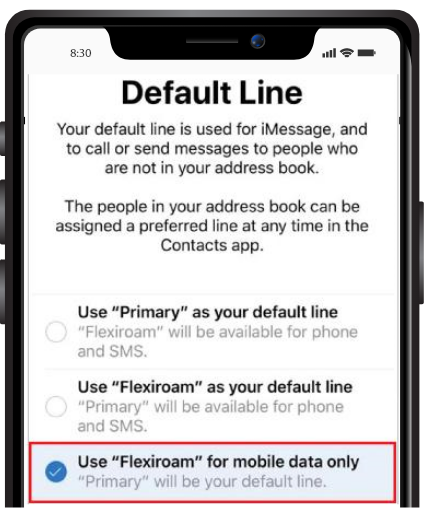 8:30
Default Line
Your default line is used for iMessage, and
to call or send messages to people who
are not in your address book.
The people in your address book can be
assigned a preferred line at any time in the
Contacts app.
Use “Primary” as your default line
“Flexiroam” will be available for phone
and SMS.
Use “Flexiroam” as your default line
“Primary” will be available for phone
and SMS.
Use “Flexiroam” for mobile data only
“Primary” will be your default line.